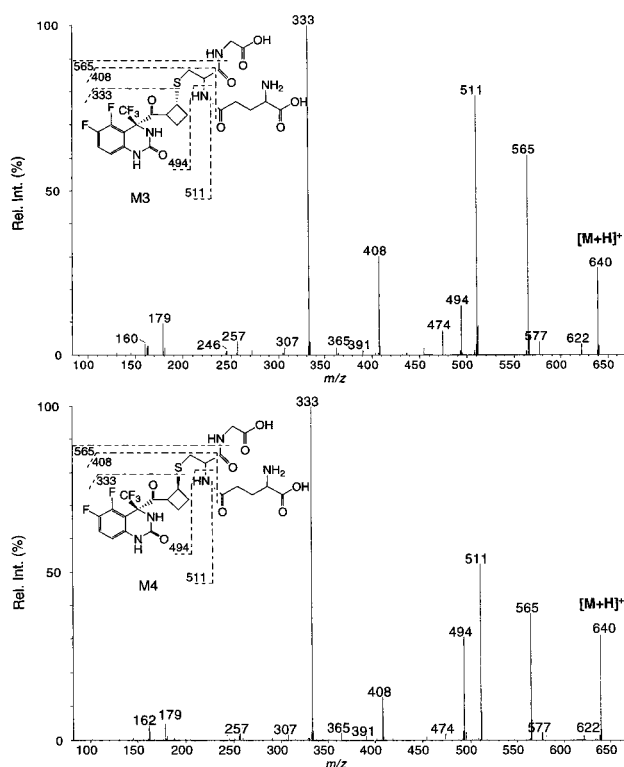 333
100
HN
OH
O
565
408
S
O
511
333
HN
NH₂
O
CF₃
OH
F
O
O
565
F
NH
N
H
O
494
[M+H]⁺
Rel. Int. (%)
50
M3
511
640
408
494
179
474
160
246
257
307
365
391
577
622
0
100 150 200 250 300 350 400 450 500 550 600 650
m/z
333
100
HN
OH
O
565
O
408
S
333
HN
NH₂
O
CF₃
OH
F
O
O
F
NH
511
N
H
O
494
565
[M+H]⁺
Rel. Int. (%)
50
511
M4
494
640
408
162
179
257
307
365
391
474
577
622
0
100 150 200 250 300 350 400 450 500 550 600 650
m/z